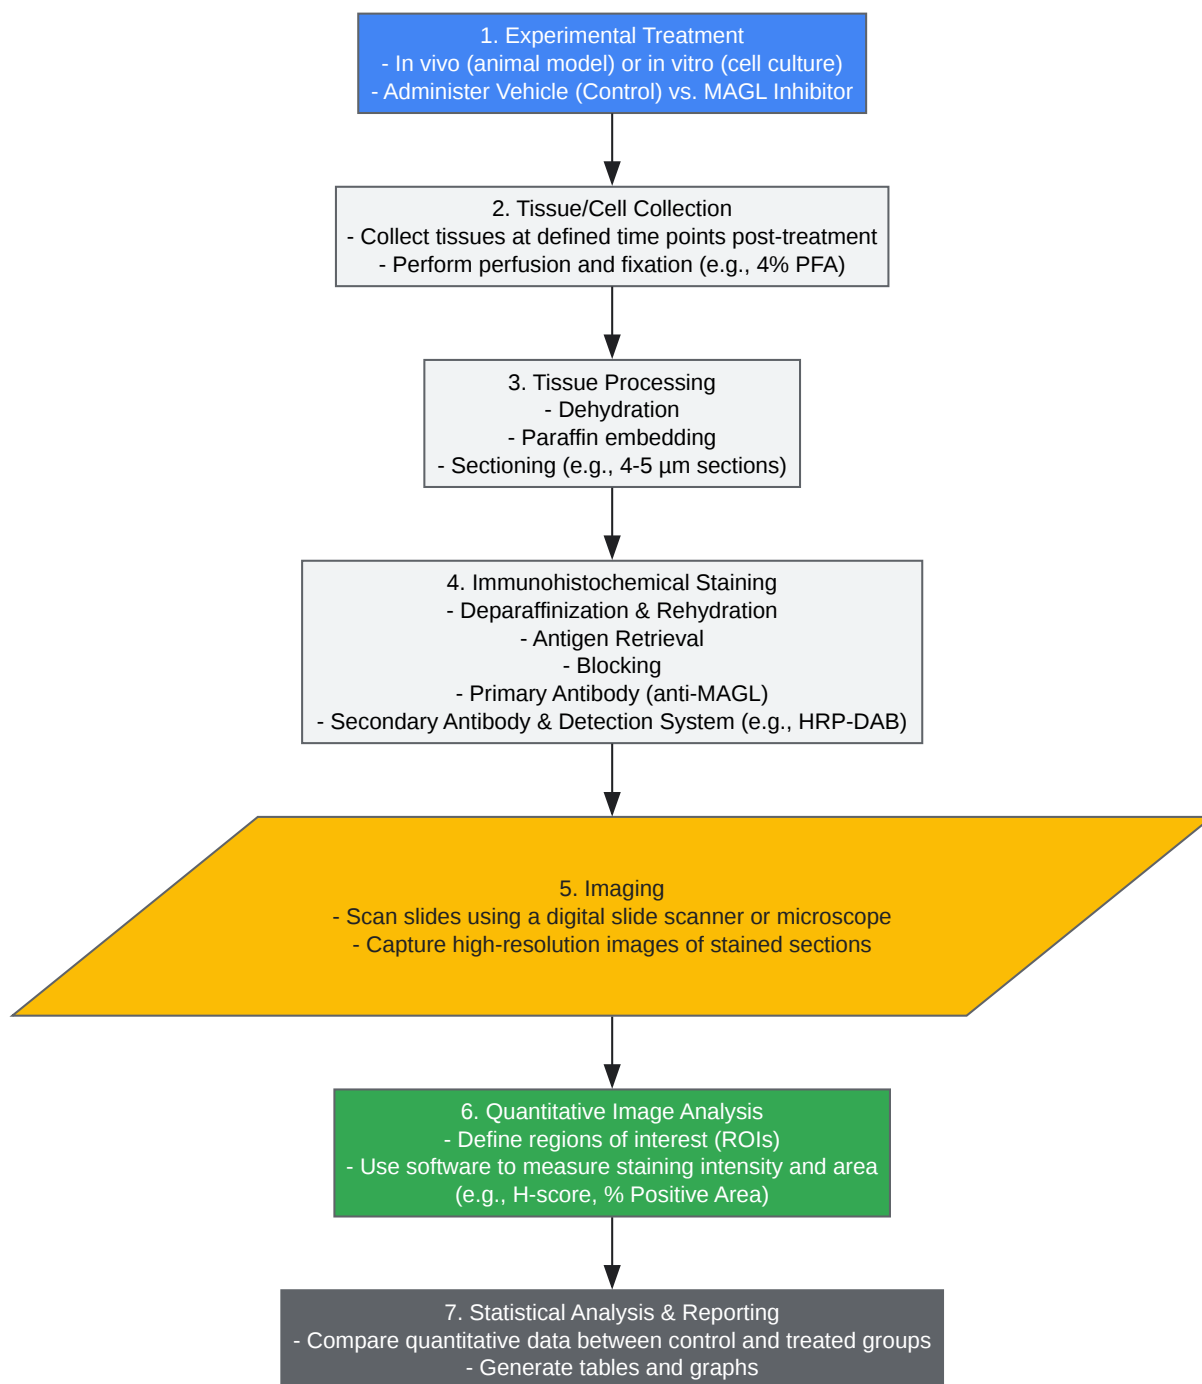 1. Experimental Treatment
- In vivo (animal model) or in vitro (cell culture)
- Administer Vehicle (Control) vs. MAGL Inhibitor
2. Tissue/Cell Collection
- Collect tissues at defined time points post-treatment
- Perform perfusion and fixation (e.g., 4% PFA)
3. Tissue Processing
- Dehydration
- Paraffin embedding
- Sectioning (e.g., 4-5 µm sections)
4. Immunohistochemical Staining
- Deparaffinization & Rehydration
- Antigen Retrieval
- Blocking
- Primary Antibody (anti-MAGL)
- Secondary Antibody & Detection System (e.g., HRP-DAB)
5. Imaging
- Scan slides using a digital slide scanner or microscope
- Capture high-resolution images of stained sections
6. Quantitative Image Analysis
- Define regions of interest (ROIs)
- Use software to measure staining intensity and area
(e.g., H-score, % Positive Area)
7. Statistical Analysis & Reporting
- Compare quantitative data between control and treated groups
- Generate tables and graphs